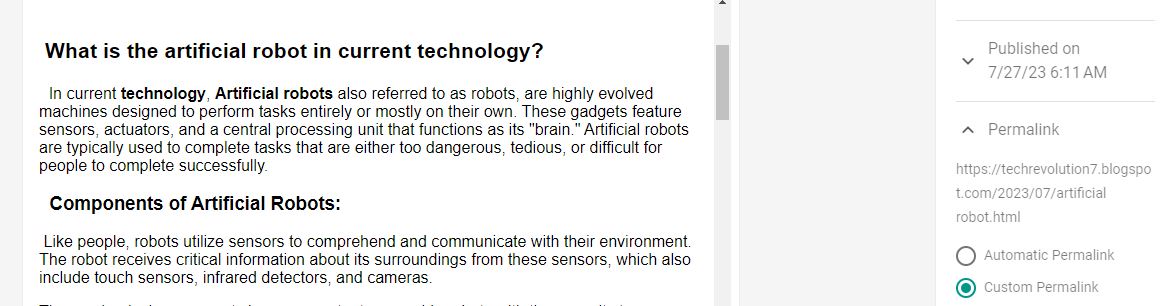 What is the artificial robot in current technology?
In current technology, Artificial robots also referred to as robots, are highly evolved
machines designed to perform tasks entirely or mostly on their own. These gadgets feature
sensors, actuators, and a central processing unit that functions as its "brain." Artificial robots
are typically used to complete tasks that are either too dangerous, tedious, or difficult for
people to complete successfully.
Components of Artificial Robots:
Like people, robots utilize sensors to comprehend and communicate with their environment.
The robot receives critical information about its surroundings from these sensors, which also
include touch sensors, infrared detectors, and cameras.
Published on
7/27/23 6:11 AM
Permalink
https://techrevolution7.blogspo
t.com/2023/07/artificial
robot.html
Automatic Permalink
Custom Permalink